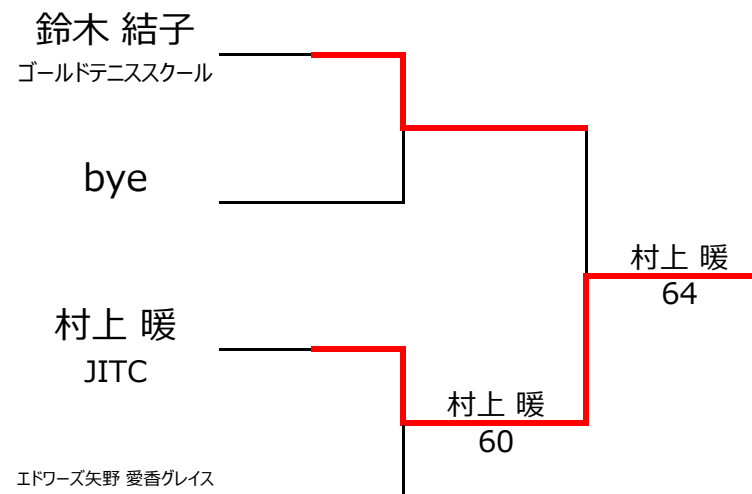 鈴木 結子
ゴールドテニススクール
bye
村上 暖
64
村上 暖
JITC
村上 暖
60
エドワーズ矢野 愛香グレイス